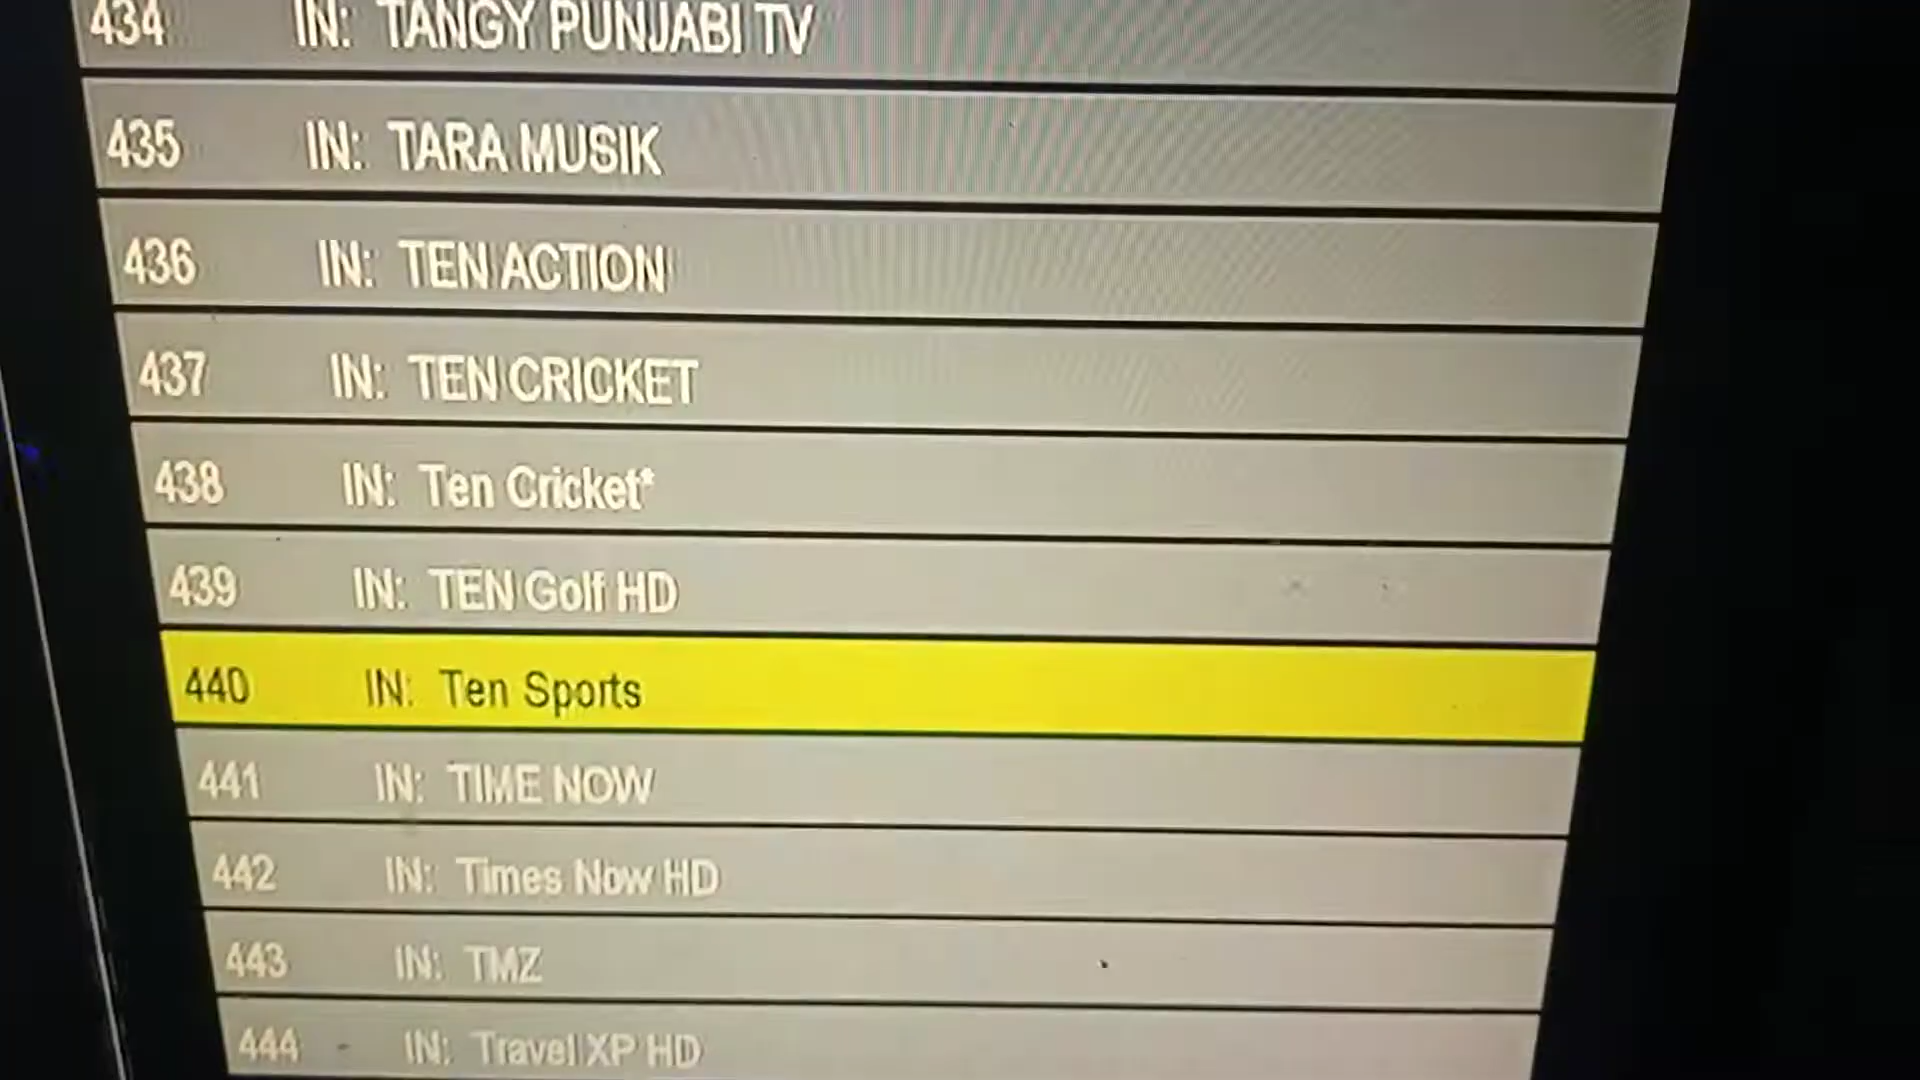 434 IN: TANGY PUNJABI TV
435 IN: TARA MUSIK
436 IN: TEN ACTION
437 IN: TEN CRICKET
438 IN: Ten Cricket*
439 IN: TEN Golf HD
440 IN: Ten Sports
441 IN: TIME NOW
442 IN: Times Now HD
443 IN: TMZ
444 IN: Travel XP HD